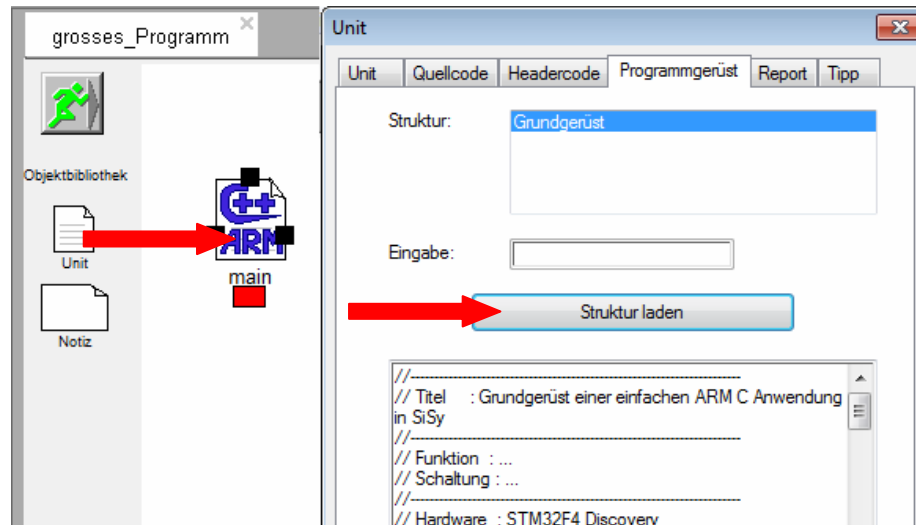 grosses_Programm
Objektbibliothek
Unit
Notiz
C++
ARM
main
Unit
Unit Quellcode Headercode Programmgerüst Report Tipp
Struktur:
Grundgerüst
Eingabe:
Struktur laden
//--------------------------------------------------------------------
// Titel : Grundgerüst einer einfachen ARM C Anwendung
in SiSy
//--------------------------------------------------------------------
// Funktion : ...
// Schaltung : ...
//--------------------------------------------------------------------
// Hardware : STM32F4 Discovery